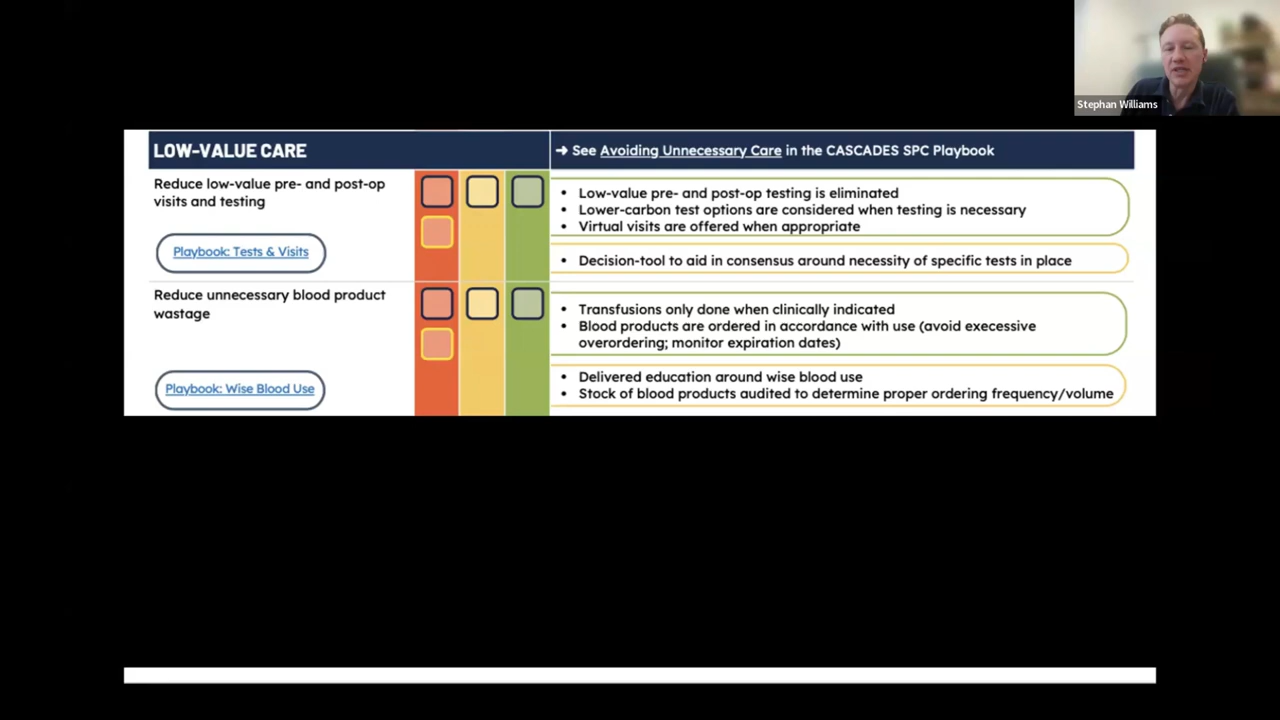 Stephan Williams
LOW-VALUE CARE
➔ See Avoiding Unnecessary Care in the CASCADES SPC Playbook
Reduce low-value pre- and post-op
visits and testing
Playbook: Tests & Visits
• Low-value pre- and post-op testing is eliminated
• Lower-carbon test options are considered when testing is necessary
• Virtual visits are offered when appropriate
• Decision-tool to aid in consensus around necessity of specific tests in place
Reduce unnecessary blood product
wastage
Playbook: Wise Blood Use
• Transfusions only done when clinically indicated
• Blood products are ordered in accordance with use (avoid execessive
overordering; monitor expiration dates)
• Delivered education around wise blood use
• Stock of blood products audited to determine proper ordering frequency/volume